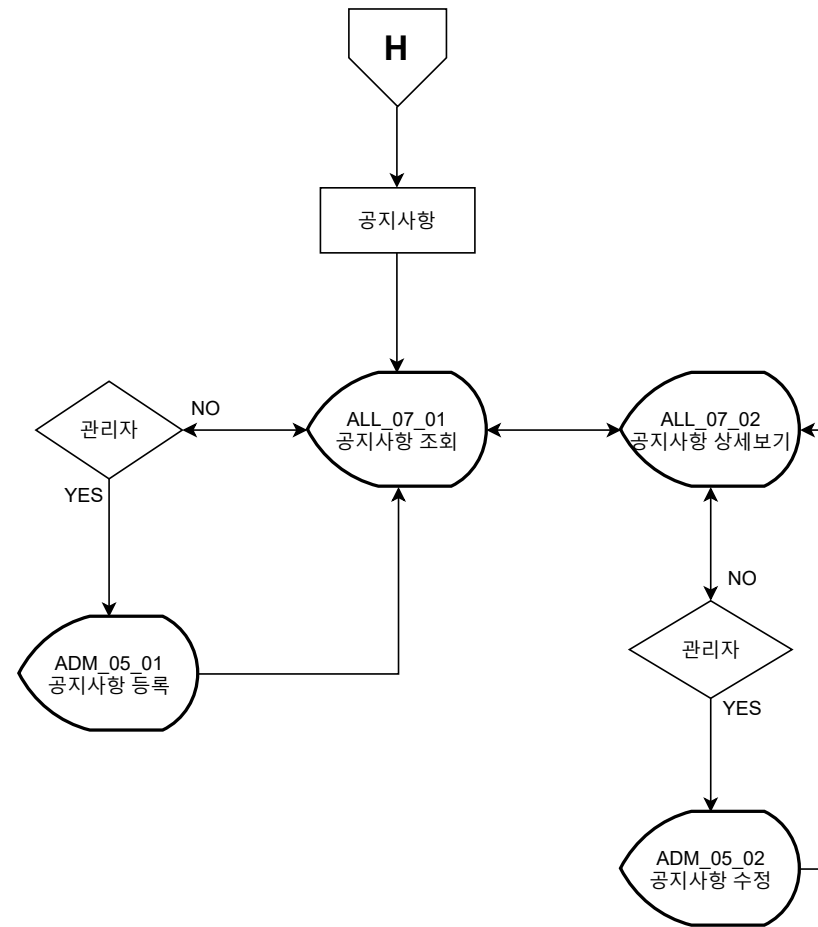 H
공지사항
관리자
NO
ALL_07_01
공지사항 조회
ALL_07_02
공지사항 상세보기
YES
NO
ADM_05_01
공지사항 등록
관리자
YES
ADM_05_02
공지사항 수정